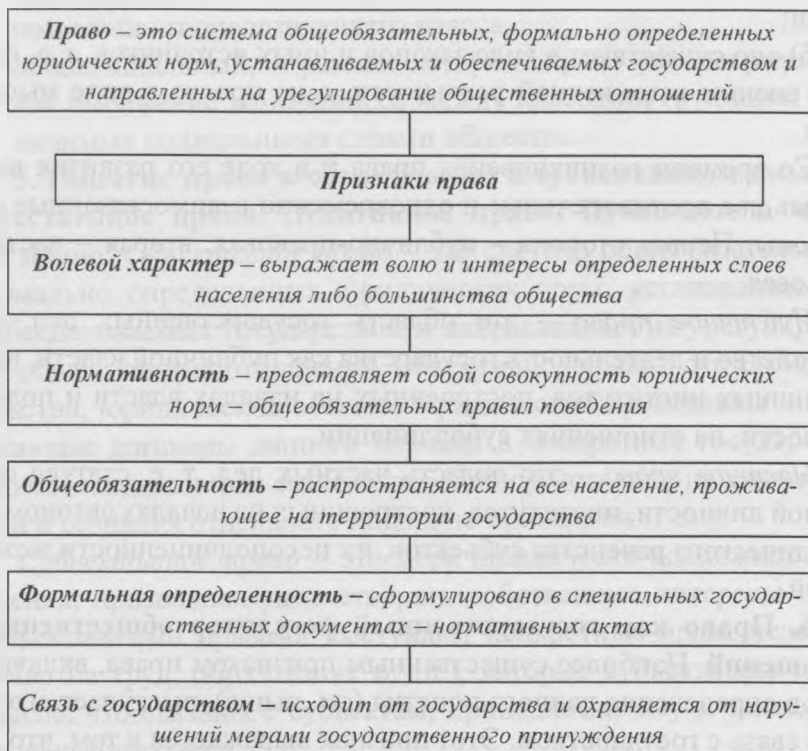 Право – это система общеобязательных, формально определенных
юридических норм, устанавливаемых и обеспечиваемых государством и
направленных на урегулирование общественных отношений
Признаки права
Волевой характер – выражает волю и интересы определенных слоев
населения либо большинства общества
Нормативность – представляет собой совокупность юридических
норм – общеобязательных правил поведения
Общеобязательность – распространяется на все население, прожива-
ющее на территории государства
Формальная определенность – сформулировано в специальных государ-
ственных документах – нормативных актах
Связь с государством – исходит от государства и охраняется от нару-
шений мерами государственного принуждения